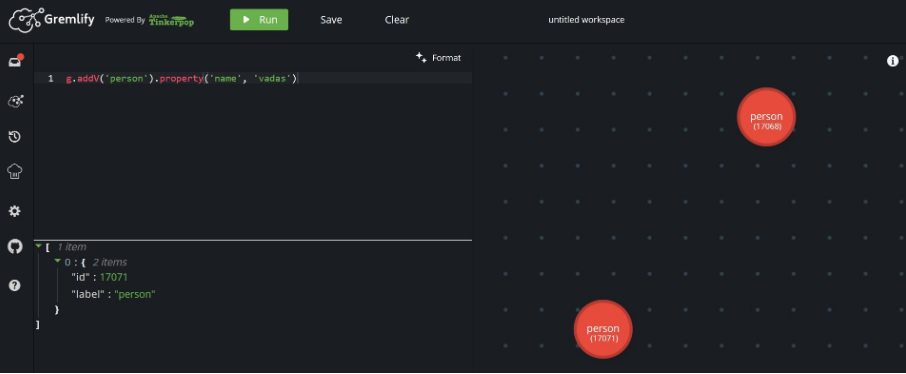 Gremlify Powered By Apache Tinkerpop Run Save Clear untitled workspace
Format
1 g.addV('person').property('name', 'vadas')
[ 1 item
0 : { 2 items
"id" : 17071
"label" : "person"
}
]
person
(17068)
person
(17071)